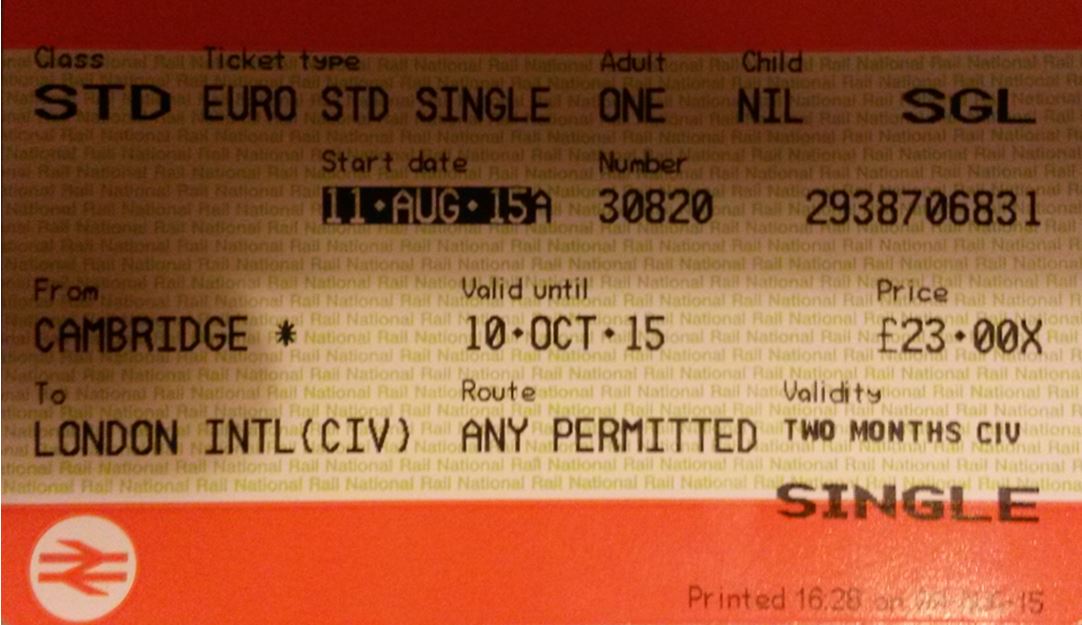 Class Ticket type Adult Child
STD EURO STD SINGLE ONE NIL SGL
Start date Number
11·AUG·15A 30820 2938706831
From Valid until Price
CAMBRIDGE * 10·OCT·15 £23·00X
To Route Validity
LONDON INTL(CIV) ANY PERMITTED TWO MONTHS CIV
SINGLE
Printed 16.28 on